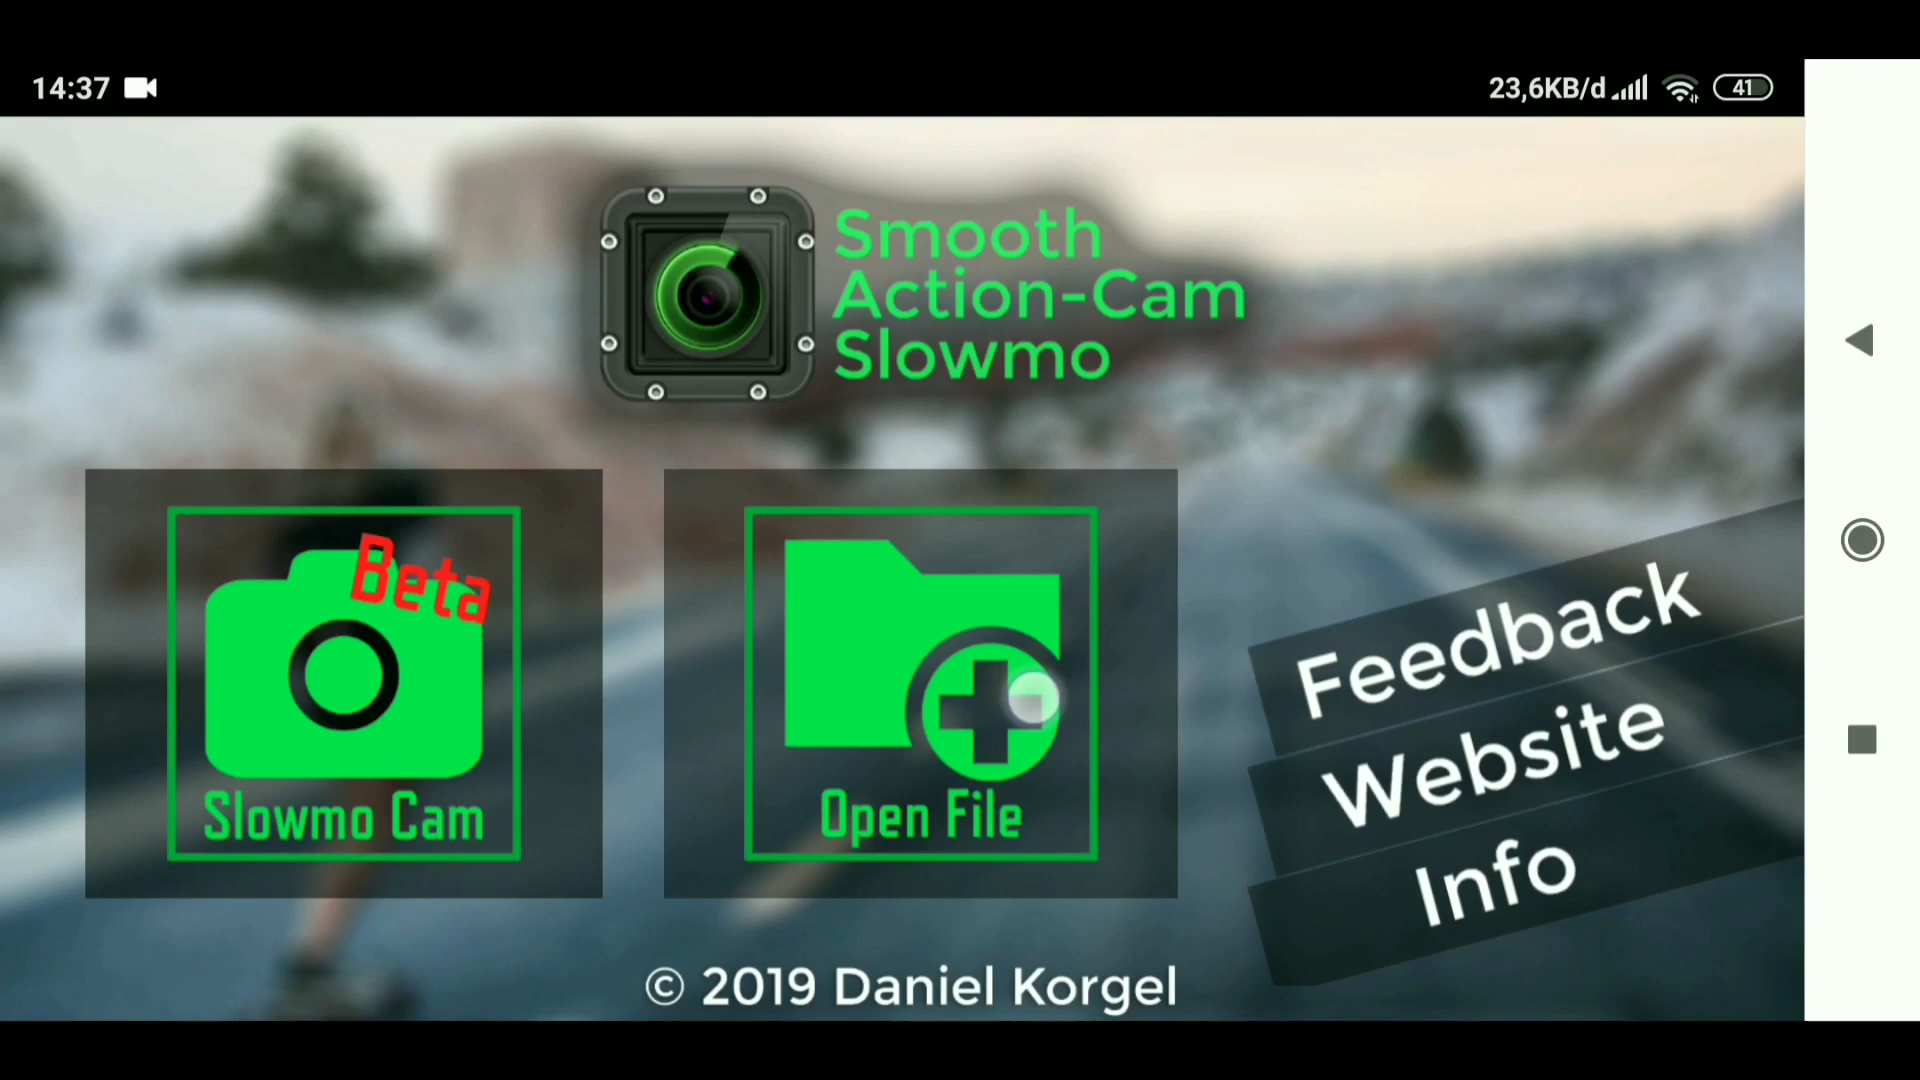 14:37
23,6KB/d
41
Smooth
Action-Cam
Slowmo
Beta
Slowmo Cam
Open File
Feedback
Website
Info
© 2019 Daniel Korgel